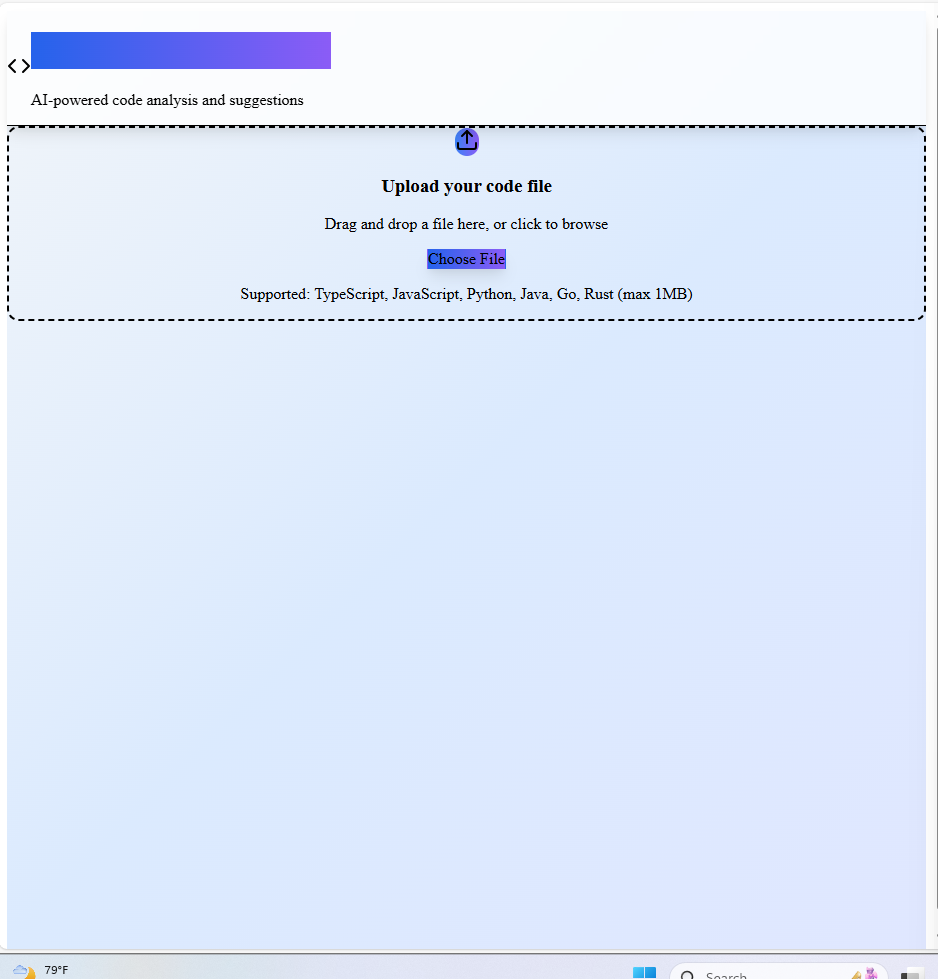 AI-powered code analysis and suggestions
Upload your code file
Drag and drop a file here, or click to browse
Choose File
Supported: TypeScript, JavaScript, Python, Java, Go, Rust (max 1MB)
79°F
Search